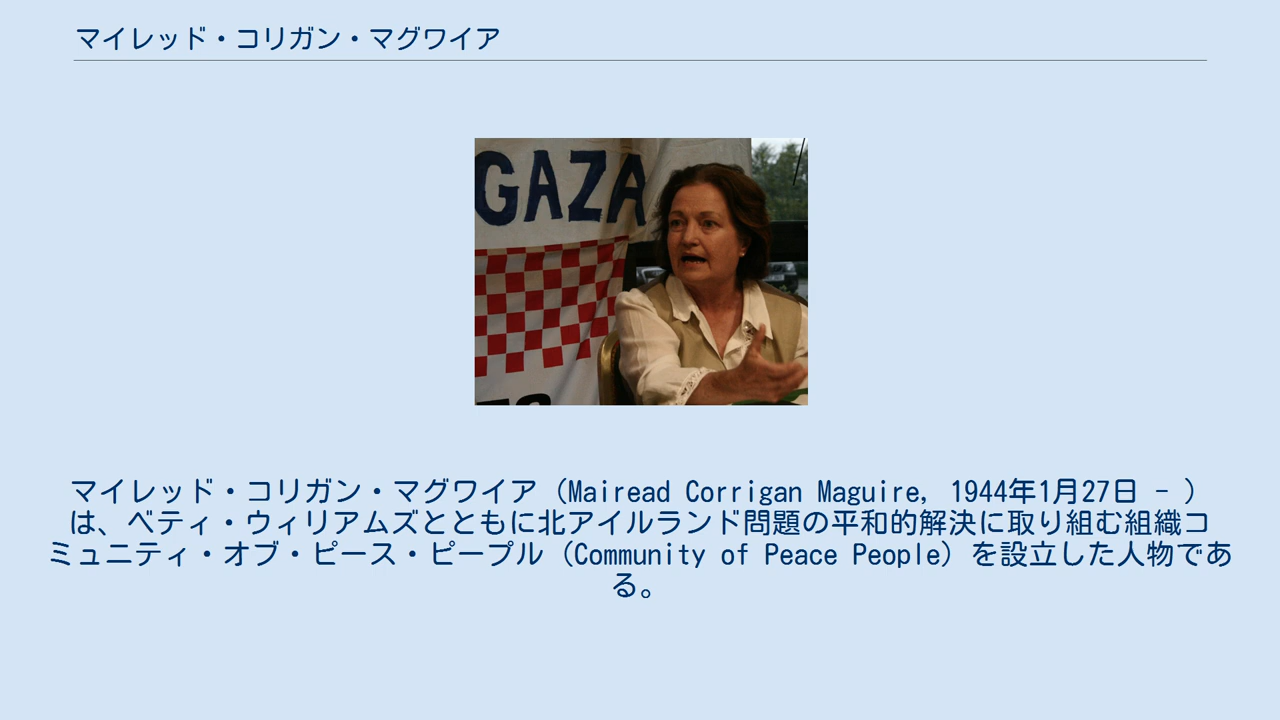 マイレッド・コリガン・マグワイア
GAZA
マイレッド・コリガン・マグワイア（Mairead Corrigan Maguire, 1944年1月27日 - ）
は、ベティ・ウィリアムズとともに北アイルランド問題の平和的解決に取り組む組織コ
ミュニティ・オブ・ピース・ピープル（Community of Peace People）を設立した人物であ
る。